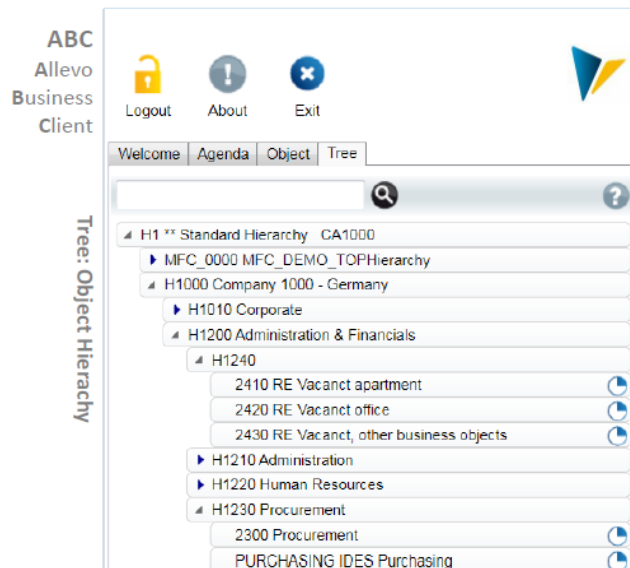 ABC
Allevo
Business
Client
Logout About Exit
Welcome Agenda Object Tree
Tree: Object Hierachy
H1 ** Standard Hierarchy CA1000
MFC_0000 MFC_DEMO_TOPHierarchy
H1000 Company 1000 - Germany
H1010 Corporate
H1200 Administration & Financials
H1240
2410 RE Vacanct apartment
2420 RE Vacanct office
2430 RE Vacanct, other business objects
H1210 Administration
H1220 Human Resources
H1230 Procurement
2300 Procurement
PURCHASING IDES Purchasing